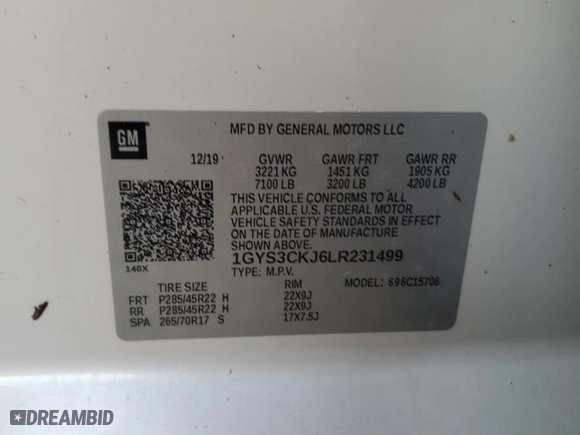 GM
MFD BY GENERAL MOTORS LLC
12/19 GVWR GAWR FRT GAWR RR
3221 KG 1451 KG 1905 KG
7100 LB 3200 LB 4200 LB
THIS VEHICLE CONFORMS TO ALL
APPLICABLE U.S. FEDERAL MOTOR
VEHICLE SAFETY STANDARDS IN EFFECT
ON THE DATE OF MANUFACTURE
SHOWN ABOVE.
1GYS3CKJ6LR231499
140X
TYPE: M.P.V. MODEL: 696C15706
TIRE SIZE RIM
FRT P285/45R22 H 22X9J
RR P285/45R22 H 22X9J
SPA 265/70R17 S 17X7.5J
DREAMBID